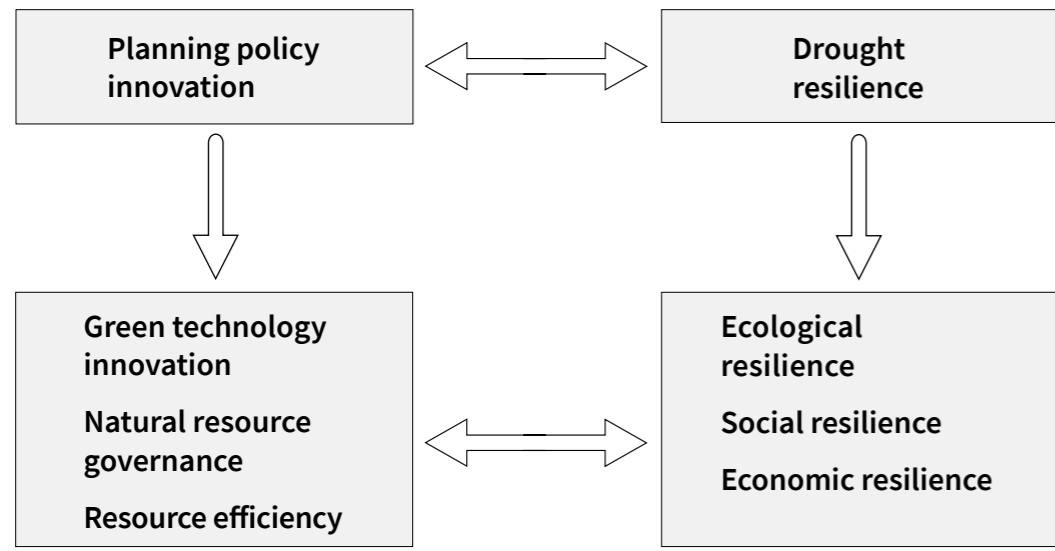 Planning policy
innovation
Drought
resilience
Green technology
innovation
Natural resource
governance
Resource efficiency
Ecological
resilience
Social resilience
Economic resilience